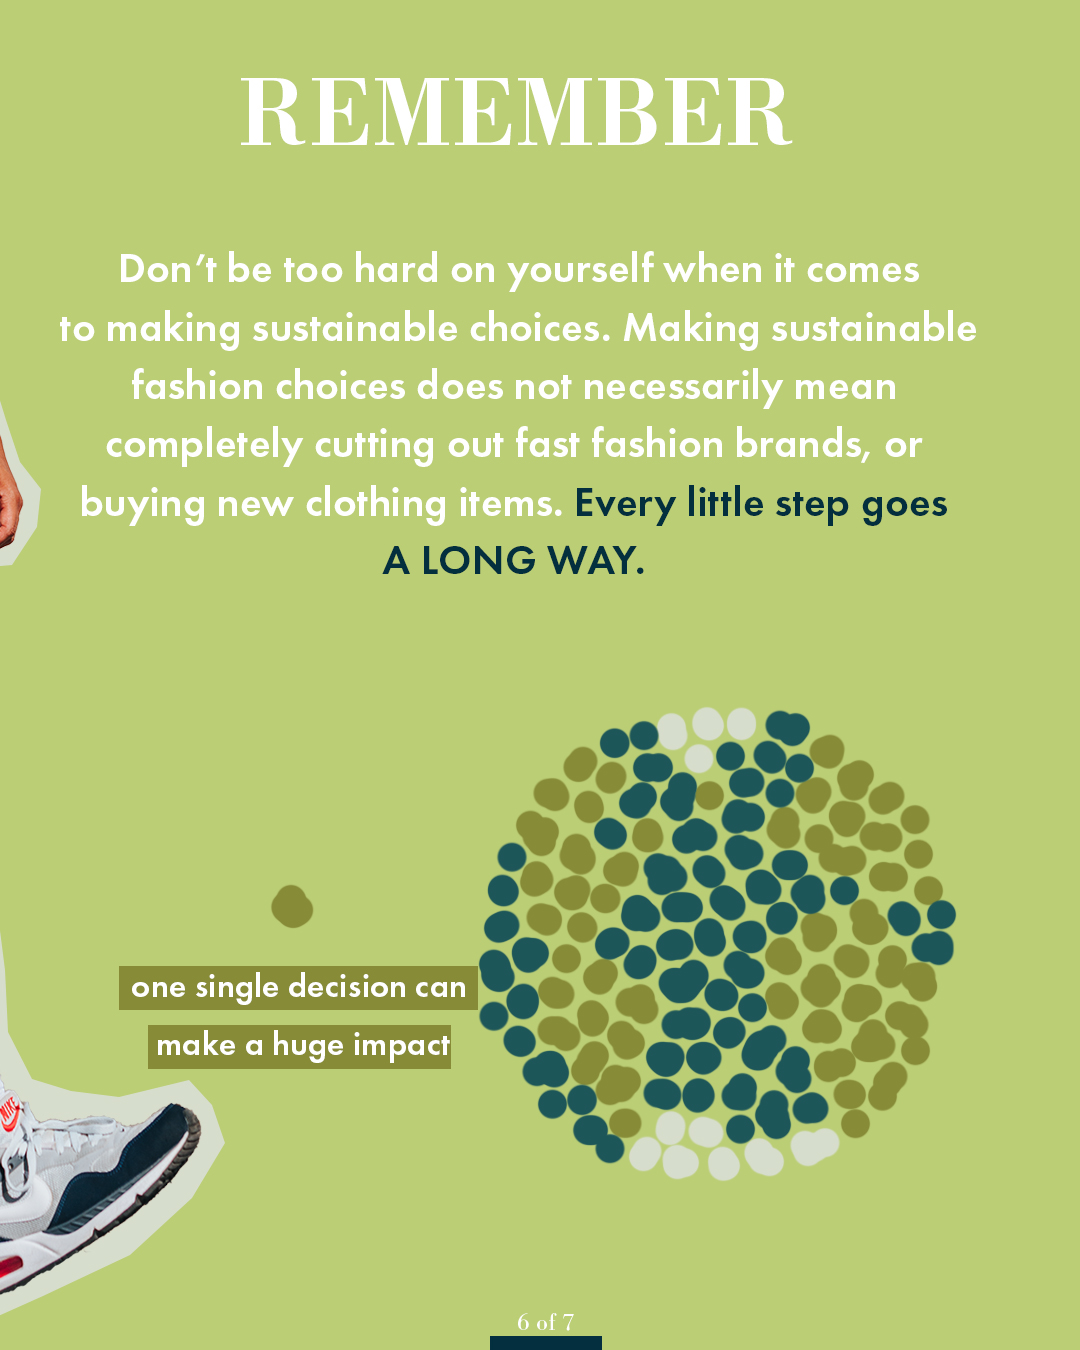 REMEMBER
Don’t be too hard on yourself when it comes
to making sustainable choices. Making sustainable
fashion choices does not necessarily mean
completely cutting out fast fashion brands, or
buying new clothing items. Every little step goes
A LONG WAY.
one single decision can
make a huge impact
NIKE
6 of 7